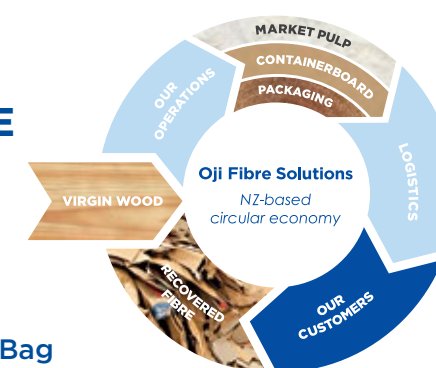 MARKET PULP
CONTAINERBOARD
PACKAGING
OUR
OPERATIONS
E
LOGISTICS
Oji Fibre Solutions
NZ-based
circular economy
VIRGIN WOOD
RECOVERED
FIBRE
OUR
CUSTOMERS
Bag